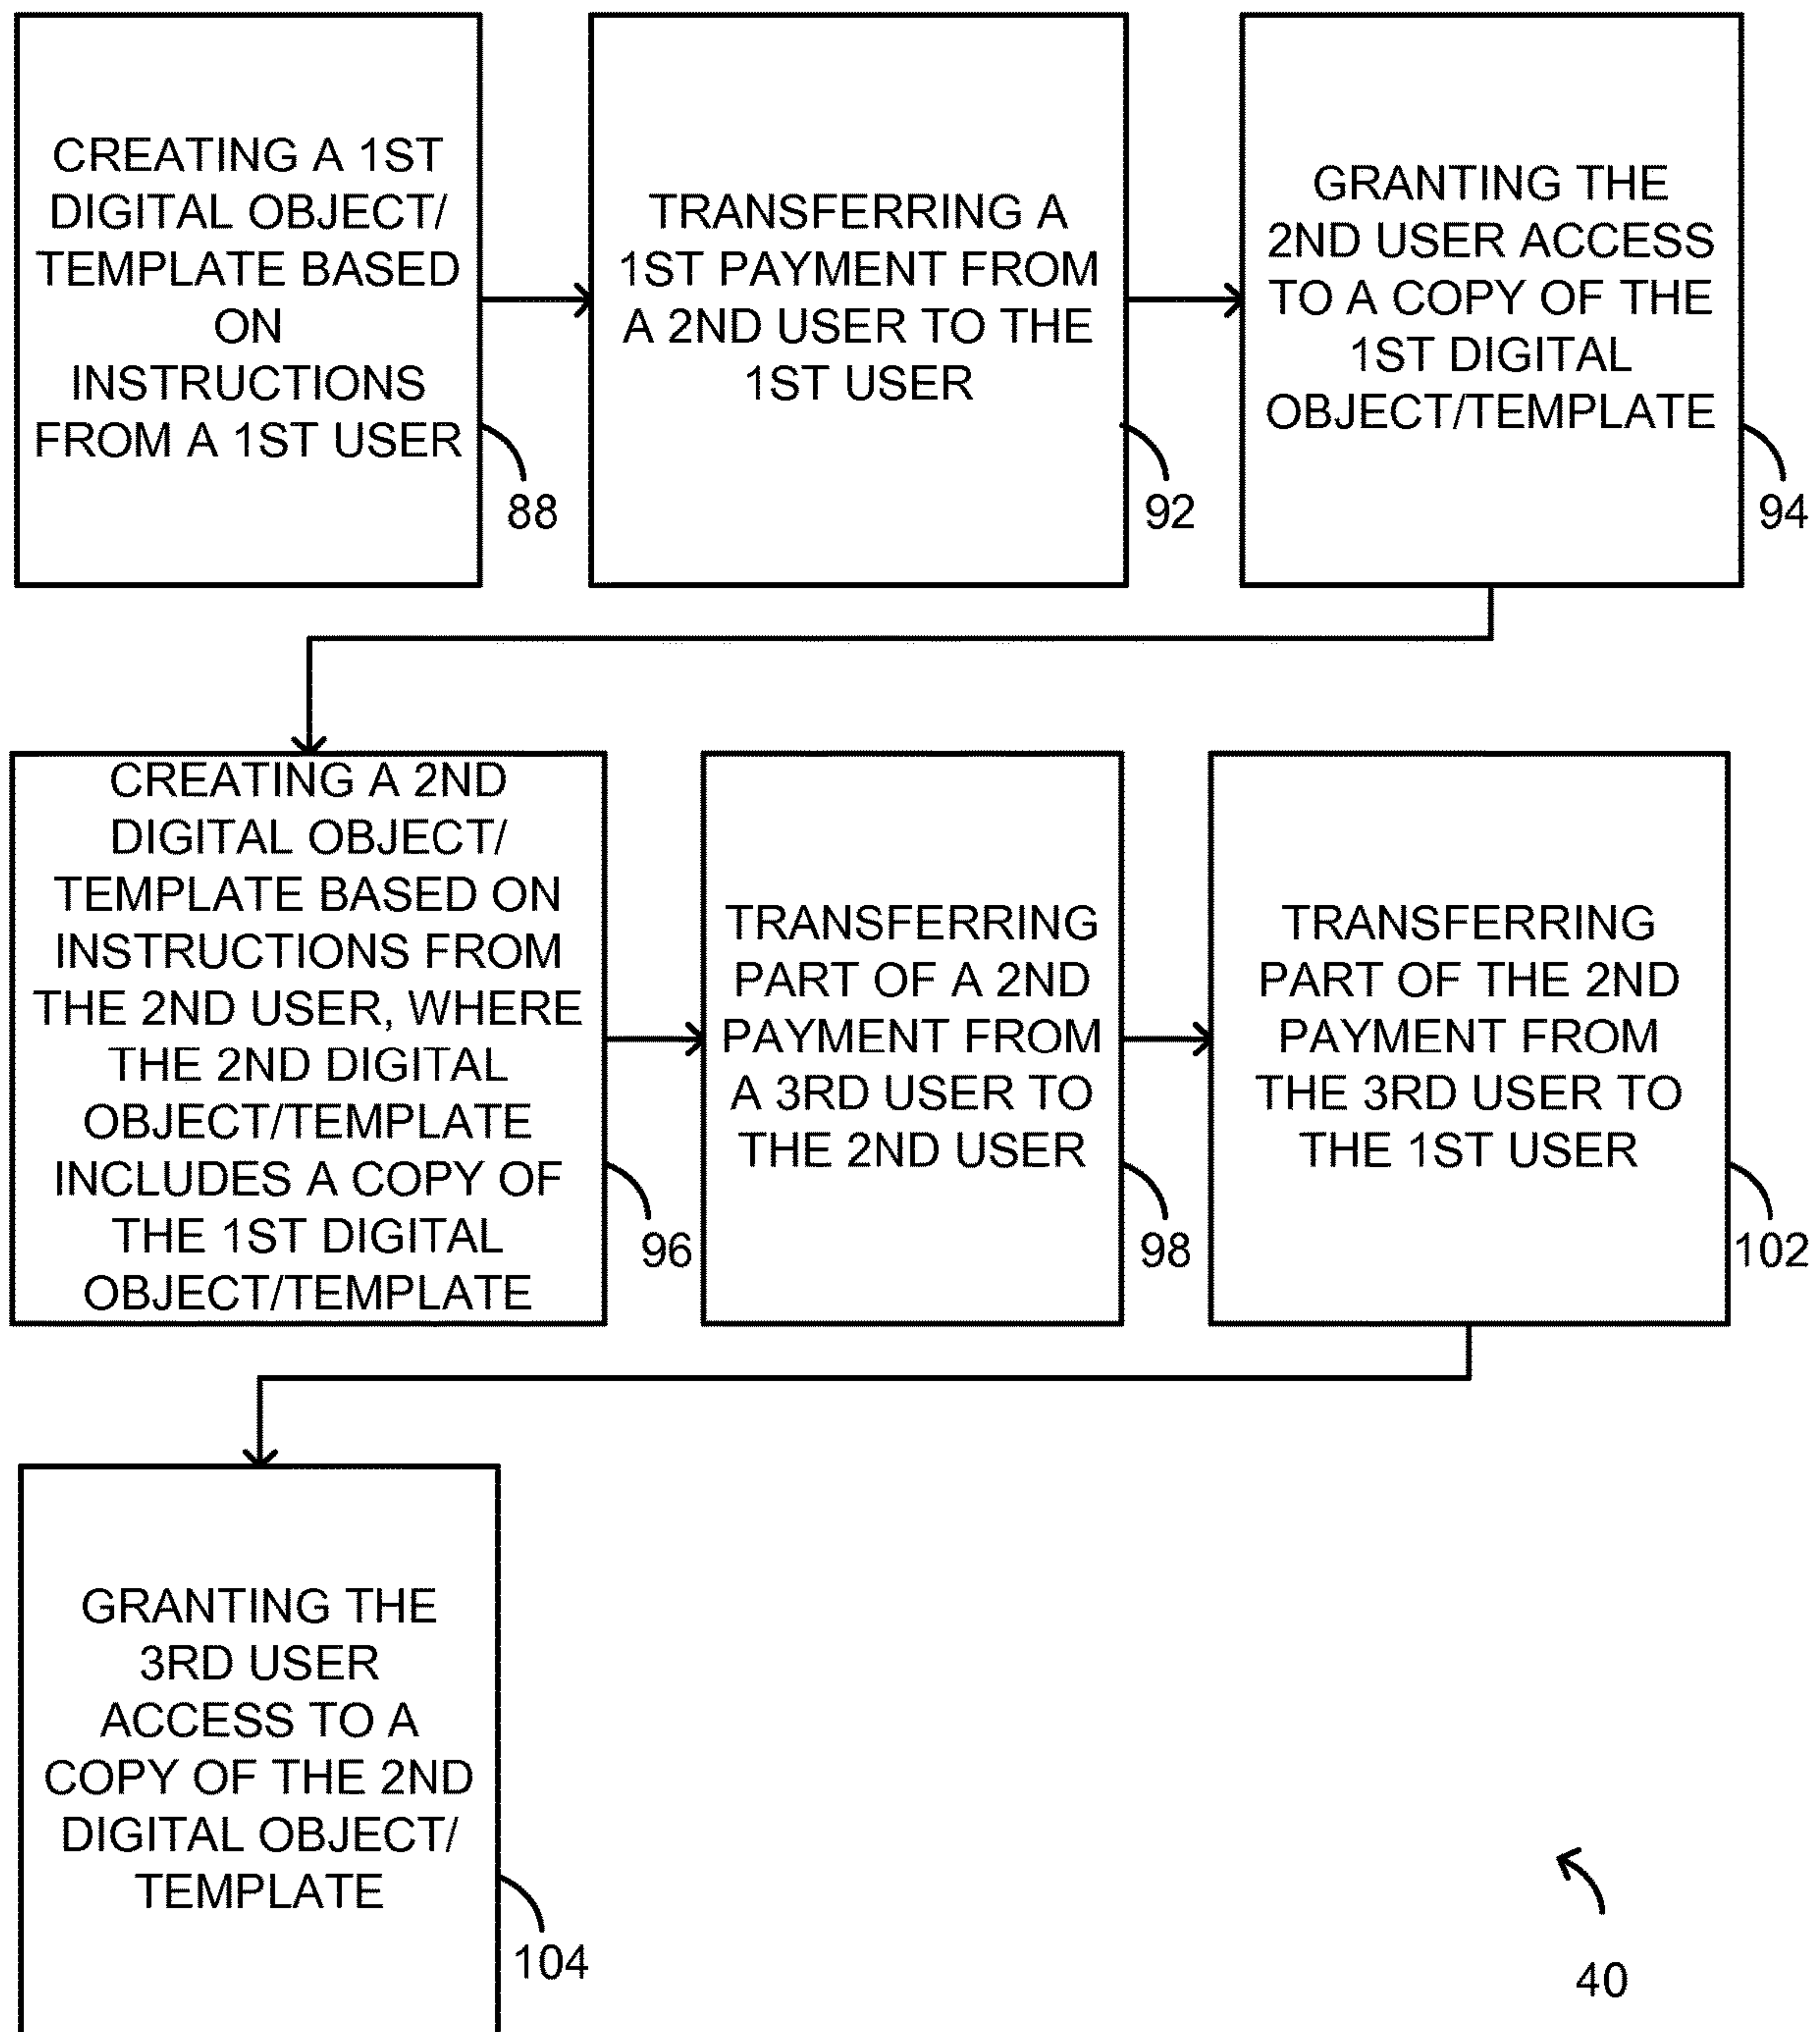 CREATING A 1ST
DIGITAL OBJECT/
TEMPLATE BASED
ON
INSTRUCTIONS
FROM A 1ST USER
88
TRANSFERRING A
1ST PAYMENT FROM
A 2ND USER TO THE
1ST USER
92
GRANTING THE
2ND USER ACCESS
TO A COPY OF THE
1ST DIGITAL
OBJECT/TEMPLATE
94
CREATING A 2ND
DIGITAL OBJECT/
TEMPLATE BASED ON
INSTRUCTIONS FROM
THE 2ND USER, WHERE
THE 2ND DIGITAL
OBJECT/TEMPLATE
INCLUDES A COPY OF
THE 1ST DIGITAL
OBJECT/TEMPLATE
96
TRANSFERRING
PART OF A 2ND
PAYMENT FROM
A 3RD USER TO
THE 2ND USER
98
TRANSFERRING
PART OF THE 2ND
PAYMENT FROM
THE 3RD USER TO
THE 1ST USER
102
GRANTING THE
3RD USER
ACCESS TO A
COPY OF THE 2ND
DIGITAL OBJECT/
TEMPLATE
104
40